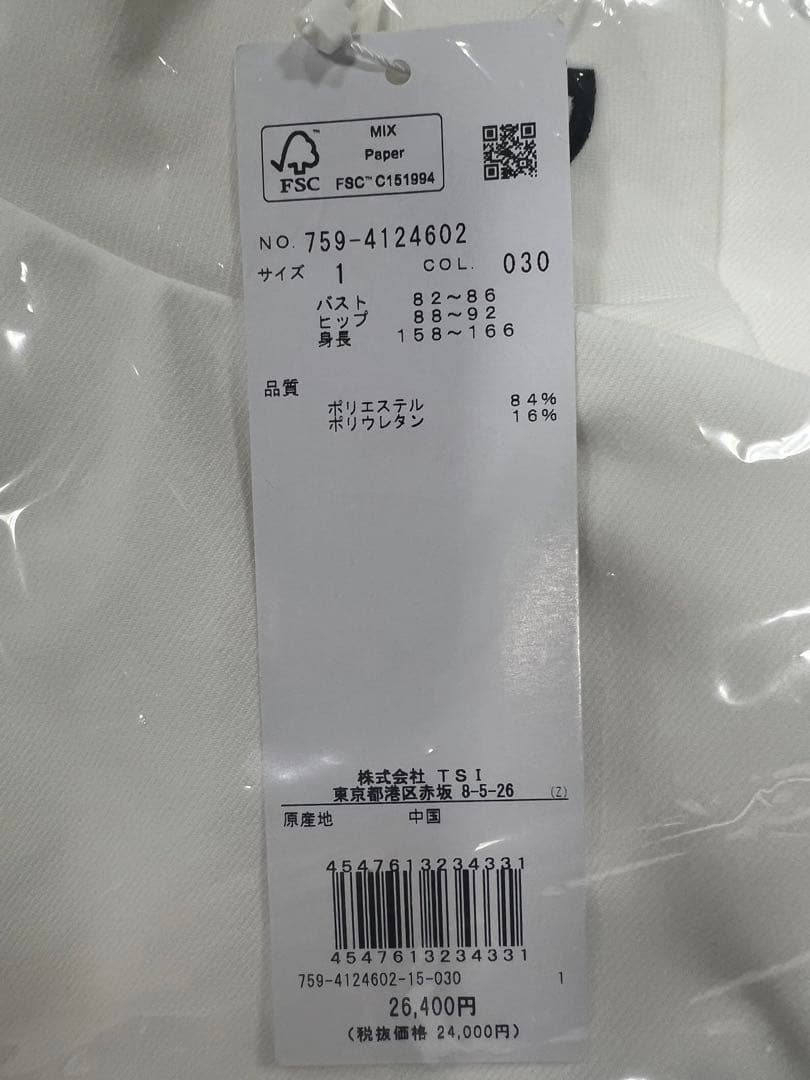 MIX
Paper
FSC™ C151994
FSC
NO. 759-4124602
サイズ 1 COL. 030
バスト 82～86
ヒップ 88～92
身長 158～166
品質
ポリエステル 84%
ポリウレタン 16%
株式会社 TSI
東京都港区赤坂 8-5-26 (Z)
原産地 中国
4547613234331
4547613234331
759-4124602-15-030 1
26,400円
(税抜価格 24,000円)